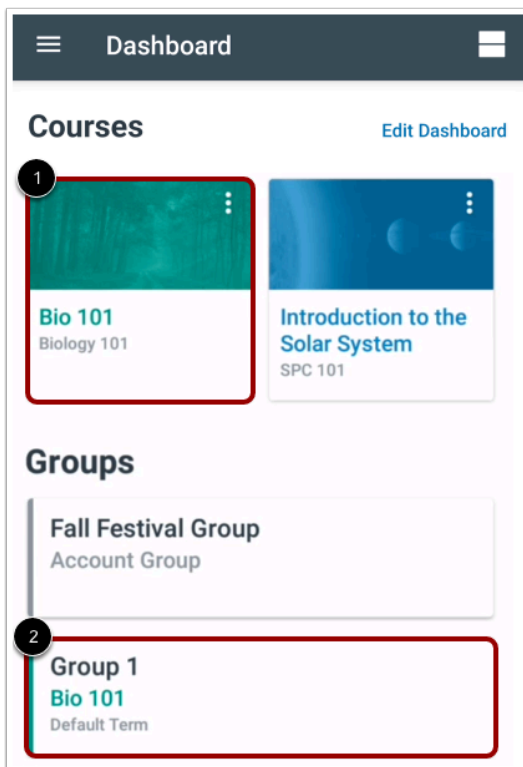 Dashboard
Courses
Edit Dashboard
1
Bio 101
Biology 101
Introduction to the
Solar System
SPC 101
Groups
Fall Festival Group
Account Group
2
Group 1
Bio 101
Default Term